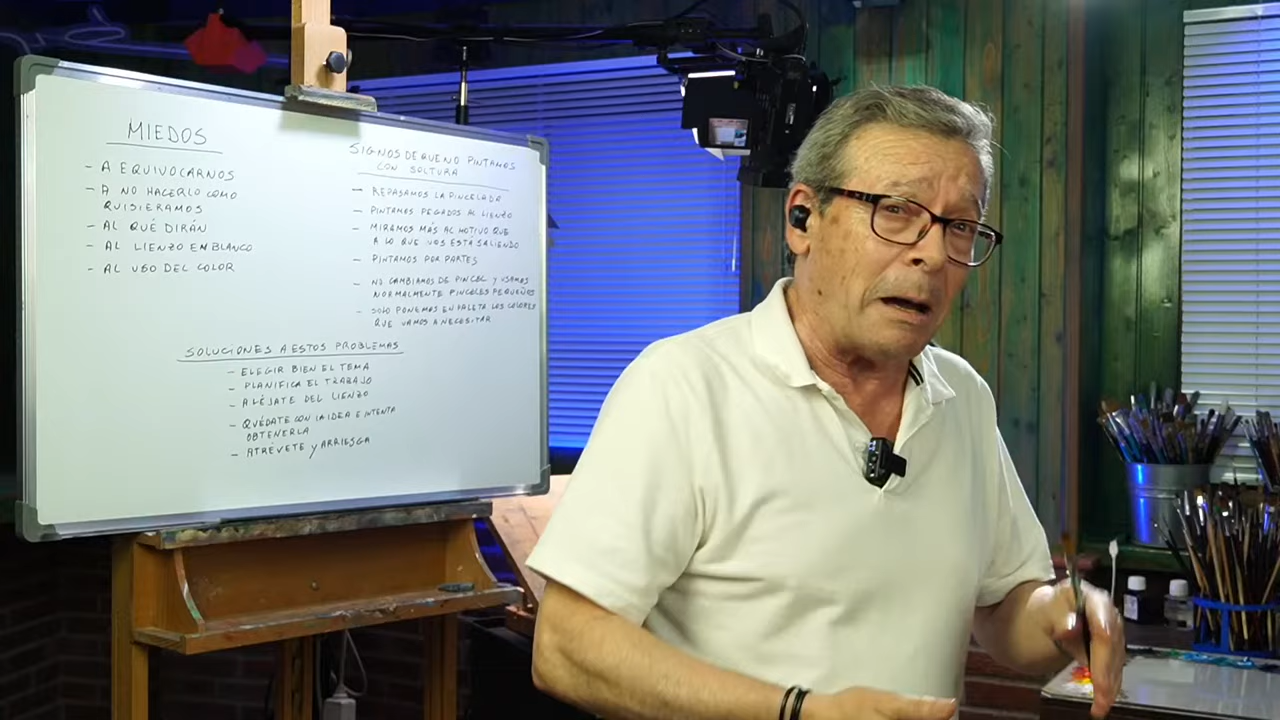 MIEDOS
- A EQUIVOCARNOS
- A NO HACERLO COMO
QUISIERAMOS
- AL QUÉ DIRÁN
- AL LIENZO EN BLANCO
- AL USO DEL COLOR
SIGNOS DE QUE NO PINTAMOS
CON SOLTURA
- REPASAMOS LA PINCELADA
- PINTAMOS PEGADOS AL LIENZO
- MIRAMOS MÁS AL MOTIVO QUE
A LO QUE NOS ESTÁ SALIENDO
- PINTAMOS POR PARTES
- NO CAMBIAMOS DE PINCEL Y USAMOS
NORMALMENTE PINCELES PEQUEÑOS
- SOLO PONEMOS EN PALETA LOS COLORES
QUE VAMOS A NECESITAR
SOLUCIONES A ESTOS PROBLEMAS
- ELEGIR BIEN EL TEMA
- PLANIFICA EL TRABAJO
- ALÉJATE DEL LIENZO
- QUÉDATE CON LA IDEA E INTENTA
OBTENERLA
- ATRÉVETE Y ARRIESGA